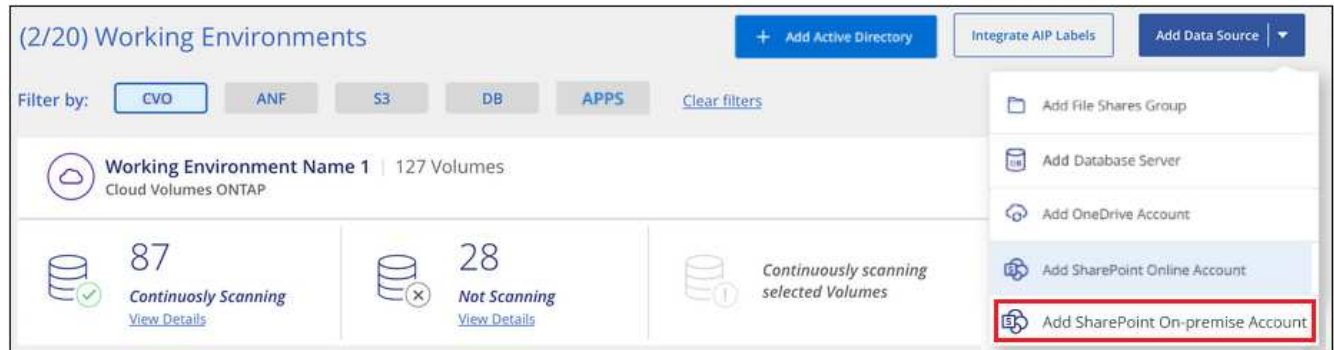 (2/20) Working Environments
+ Add Active Directory
Integrate AIP Labels
Add Data Source
Filter by:
CVO
ANF
S3
DB
APPS
Clear filters
Working Environment Name 1 | 127 Volumes
Cloud Volumes ONTAP
87
Continuosly Scanning
View Details
28
Not Scanning
View Details
Continuously scanning
selected Volumes
Add File Shares Group
DB
Add Database Server
Add OneDrive Account
S
Add SharePoint Online Account
S
Add SharePoint On-premise Account